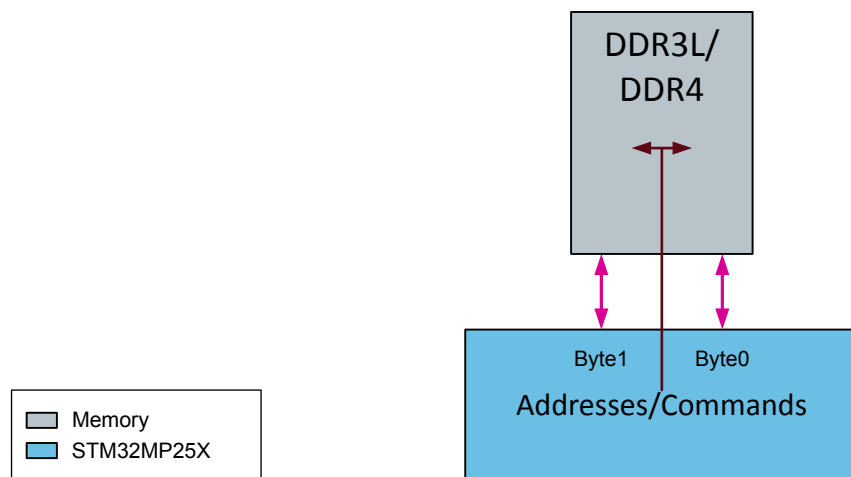 DDR3L/
DDR4
Byte1 Byte0
Addresses/Commands
Memory
STM32MP25X